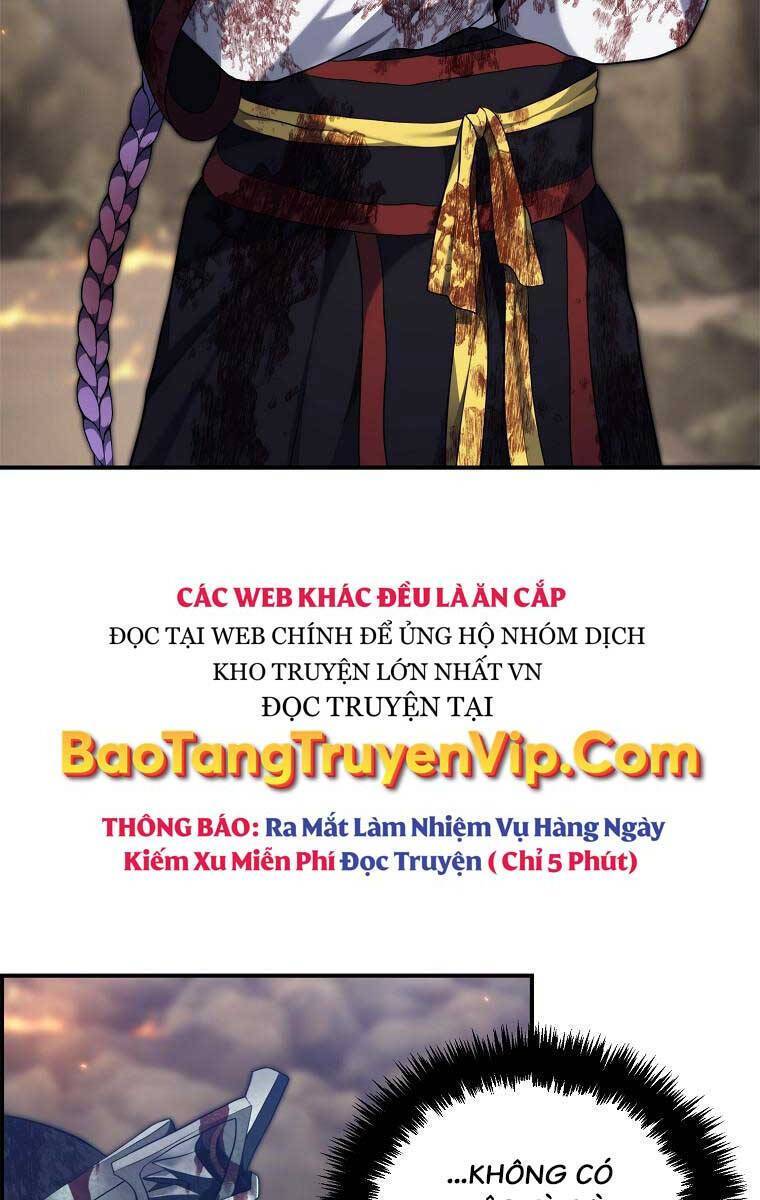 CÁC WEB KHÁC ĐỀU LÀ ĂN CẮP
ĐỌC TẠI WEB CHÍNH ĐỂ ỦNG HỘ NHÓM DỊCH
KHO TRUYỆN LỚN NHẤT VN
ĐỌC TRUYỆN TẠI
BaoTangTruyenVip.Com
THÔNG BÁO: Ra Mắt Làm Nhiệm Vụ Hàng Ngày
Kiếm Xu Miễn Phí Đọc Truyện ( Chỉ 5 Phút)
...KHÔNG CÓ